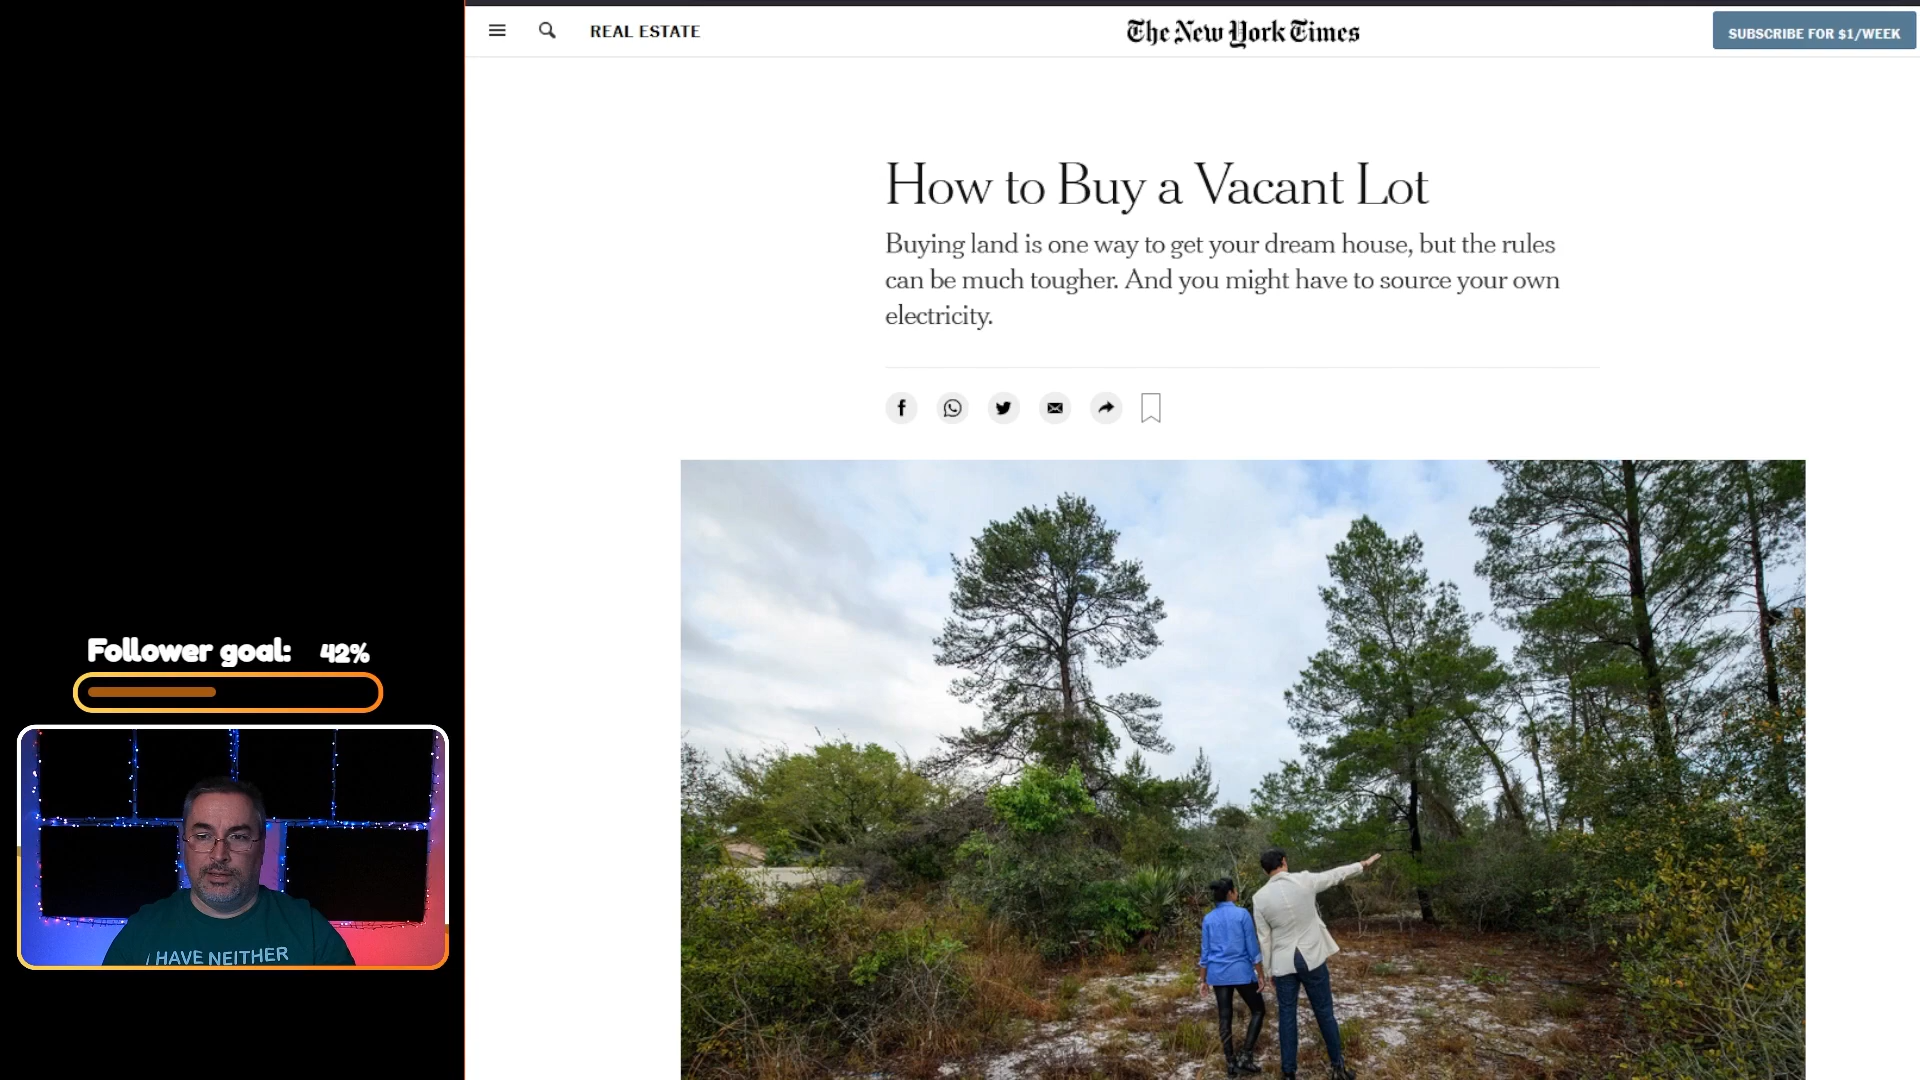 REAL ESTATE
The New York Times
SUBSCRIBE FOR $1/WEEK
How to Buy a Vacant Lot
Buying land is one way to get your dream house, but the rules
can be much tougher. And you might have to source your own
electricity.
Follower goal: 42%
I HAVE NEITHER